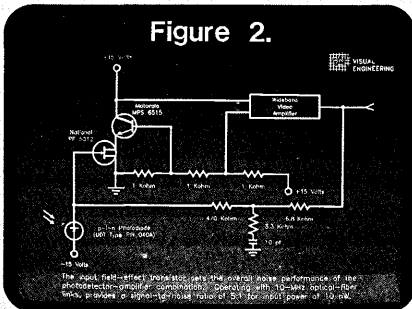 Figure 2.
+15 Volts
VISUAL
ENGINEERING
Motorola
MPS 6515
Wideband
Video
Amplifier
National
1 Kohm
1 Kohm
1 Kohm
+15 Volts
470 Kohm
6.8 Kohm
3.3 Kohm
10 pf
p-i-n Photodiode
(UDT Type PIN 040A)
-15 Volts
The input field-effect transistor sets the overall noise performance of the
photodetector-amplifier combination. Operating with 10-MHz optical-fiber
links, provides a signal-to-noise ratio of 5:1 for input power of 10 nW.